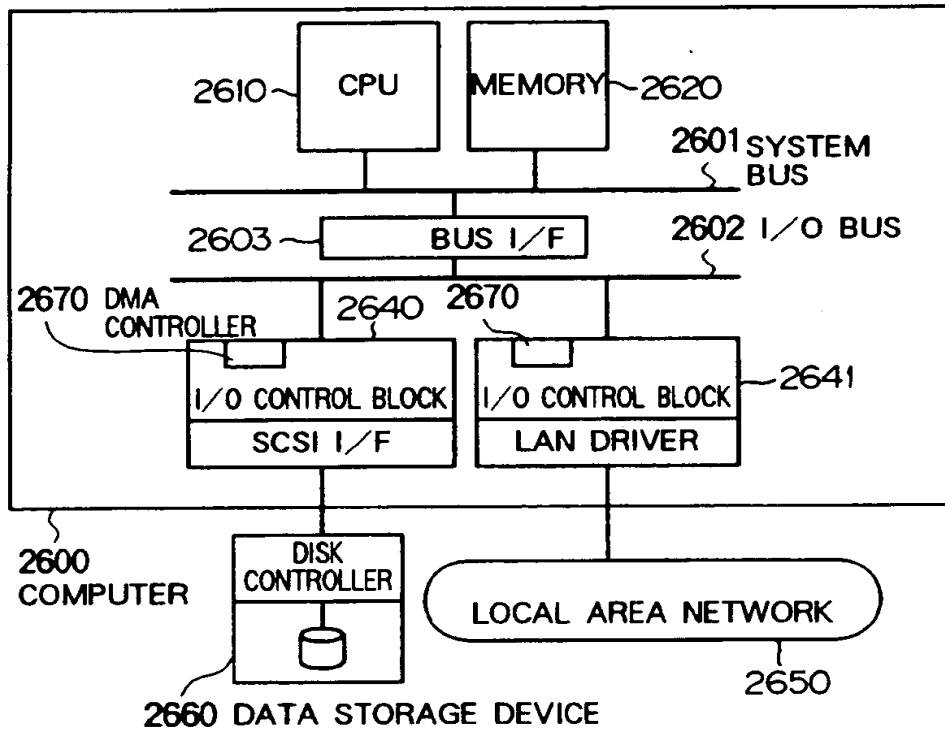 CPU
MEMORY
2610
2620
2601 SYSTEM
BUS
2603
BUS I/F
2602 I/O BUS
2670 DMA
CONTROLLER
2640
2670
I/O CONTROL BLOCK
SCSI I/F
I/O CONTROL BLOCK
LAN DRIVER
2641
2600
COMPUTER
DISK
CONTROLLER
LOCAL AREA NETWORK
2650
2660 DATA STORAGE DEVICE